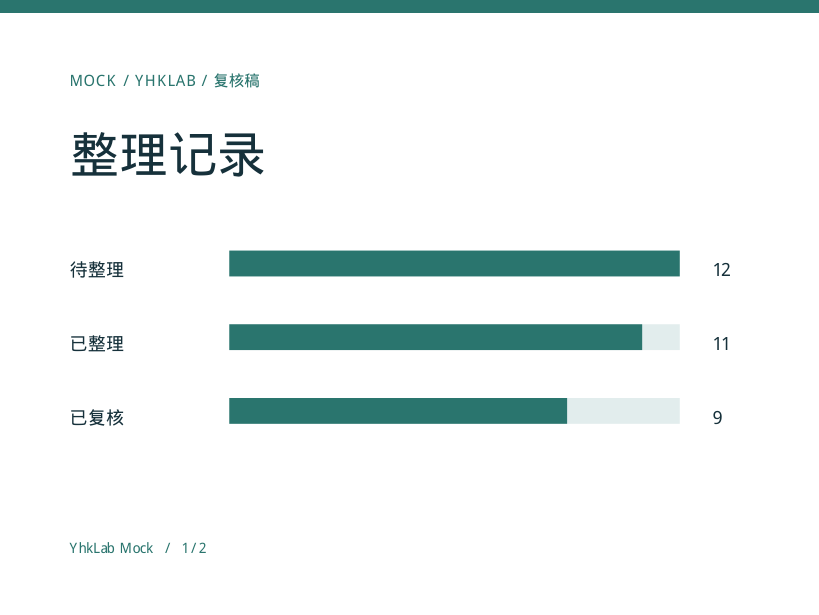 MOCK / YHKLAB / 复核稿
整理记录
待整理 12
已整理 11
已复核 9
YhkLab Mock / 1/2